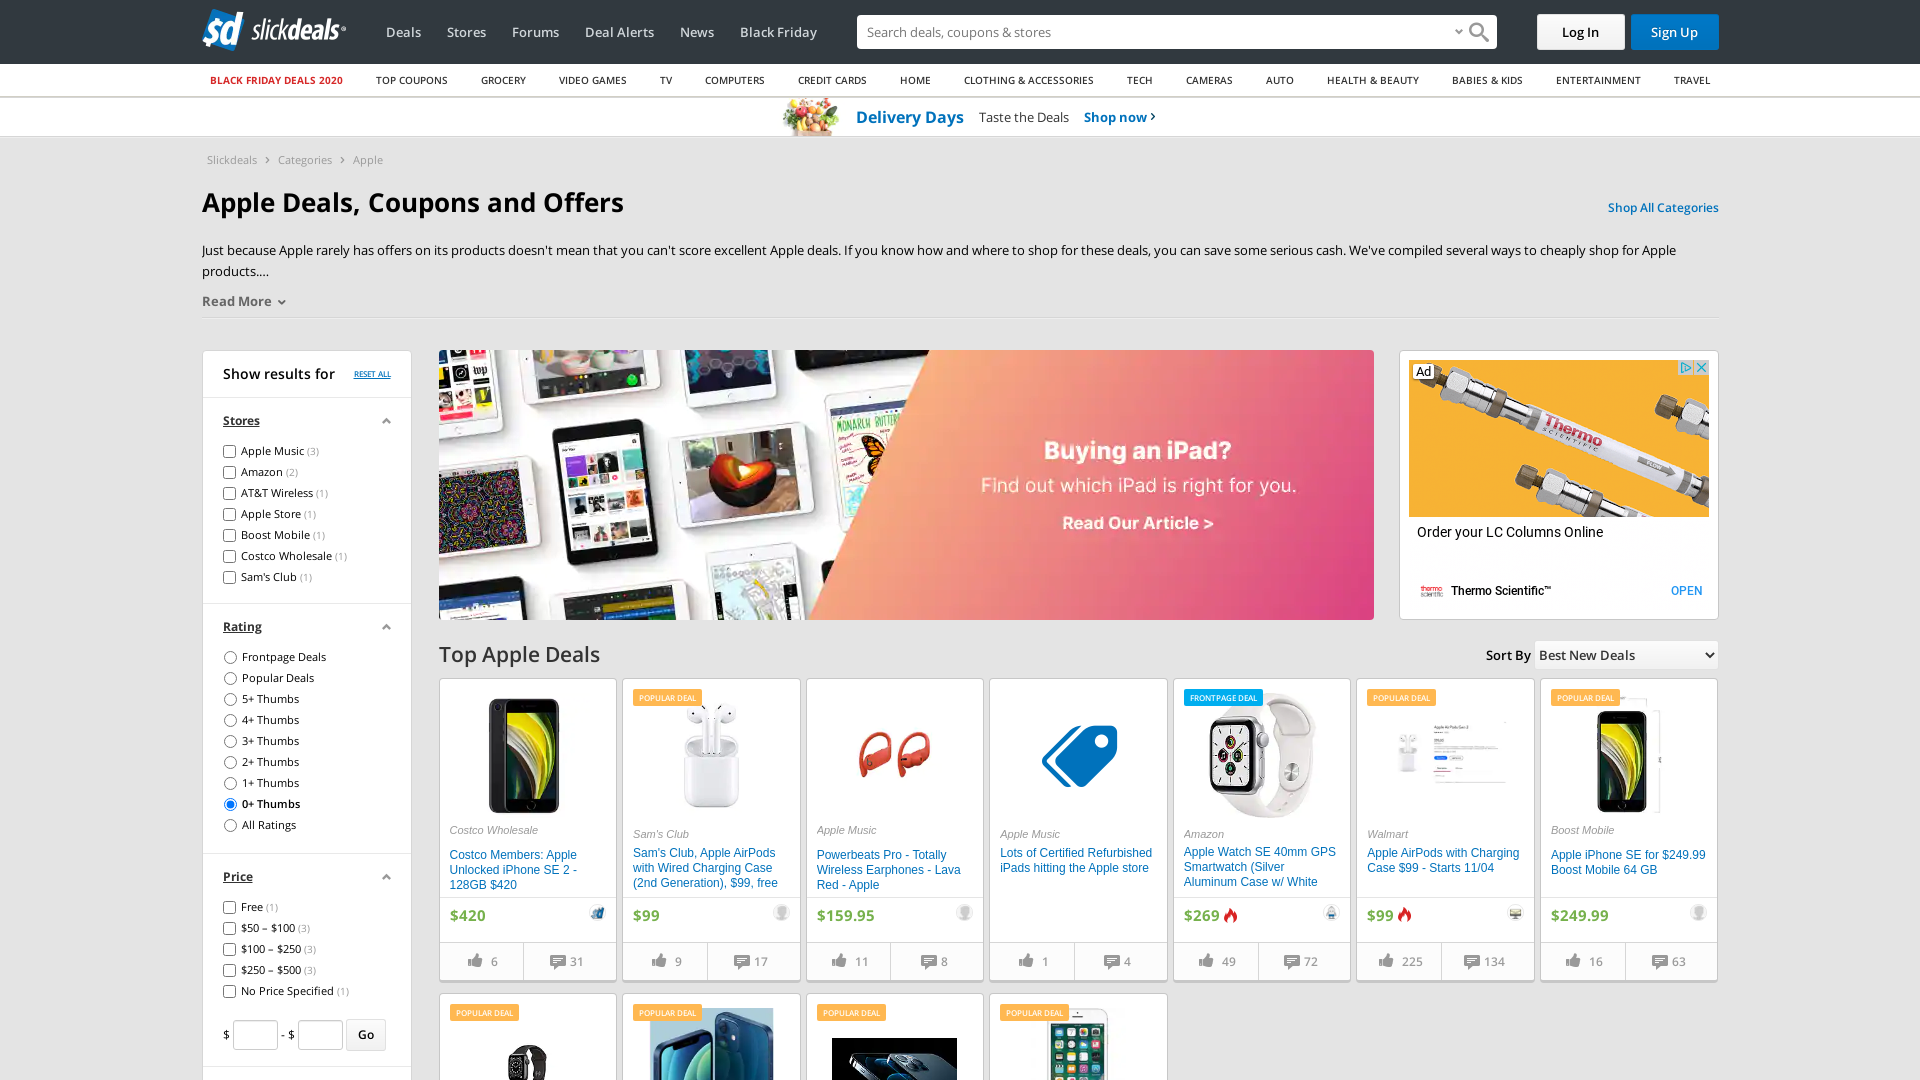 slickdeals
Deals
Stores
Forums
Deal Alerts
News
Black Friday
Search deals, coupons & stores
Log In
Sign Up
BLACK FRIDAY DEALS 2020
TOP COUPONS
GROCERY
VIDEO GAMES
TV
COMPUTERS
CREDIT CARDS
HOME
CLOTHING & ACCESSORIES
TECH
CAMERAS
AUTO
HEALTH & BEAUTY
BABIES & KIDS
ENTERTAINMENT
TRAVEL
Delivery Days Taste the Deals Shop now
Slickdeals > Categories > Apple
Apple Deals, Coupons and Offers
Shop All Categories
Just because Apple rarely has offers on its products doesn't mean that you can't score excellent Apple deals. If you know how and where to shop for these deals, you can save some serious cash. We've compiled several ways to cheaply shop for Apple
products.…
Read More
Show results for
RESET ALL
Stores
Apple Music (3)
Amazon (2)
AT&T Wireless (1)
Apple Store (1)
Boost Mobile (1)
Costco Wholesale (1)
Sam's Club (1)
Rating
Frontpage Deals
Popular Deals
5+ Thumbs
4+ Thumbs
3+ Thumbs
2+ Thumbs
1+ Thumbs
0+ Thumbs
All Ratings
Price
Free (1)
$50 – $100 (3)
$100 – $250 (3)
$250 – $500 (3)
No Price Specified (1)
$ - $ Go
MONARCH BUTTER
Buying an iPad?
Find out which iPad is right for you.
Read Our Article >
Ad
Thermo
SCIENTIFIC
FLOW
Order your LC Columns Online
thermo
scientific
Thermo Scientific™
OPEN
Top Apple Deals
Sort By Best New Deals
Costco Wholesale
Costco Members: Apple
Unlocked iPhone SE 2 -
128GB $420
$420
6
31
POPULAR DEAL
Sam's Club
Sam's Club, Apple AirPods
with Wired Charging Case
(2nd Generation), $99, free
$99
9
17
Apple Music
Powerbeats Pro - Totally
Wireless Earphones - Lava
Red - Apple
$159.95
11
8
Apple Music
Lots of Certified Refurbished
iPads hitting the Apple store
1
4
FRONTPAGE DEAL
Amazon
Apple Watch SE 40mm GPS
Smartwatch (Silver
Aluminum Case w/ White
$269
49
72
POPULAR DEAL
Walmart
Apple AirPods with Charging
Case $99 - Starts 11/04
$99
225
134
POPULAR DEAL
Boost Mobile
Apple iPhone SE for $249.99
Boost Mobile 64 GB
$249.99
16
63
POPULAR DEAL
POPULAR DEAL
POPULAR DEAL
POPULAR DEAL